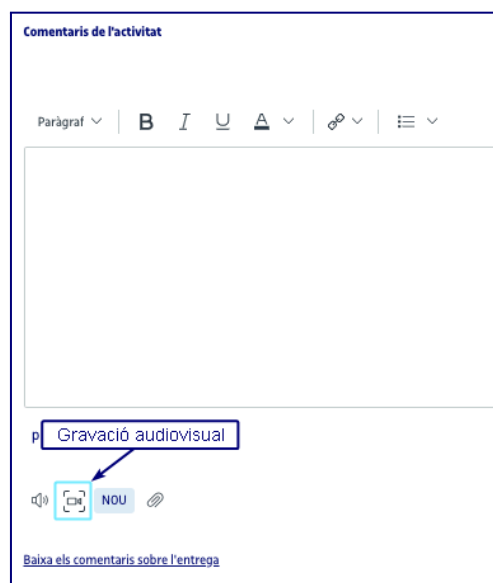 Comentaris de l'activitat
Paràgraf B I U A
p Gravació audiovisual
NOU
Baixa els comentaris sobre l'entrega